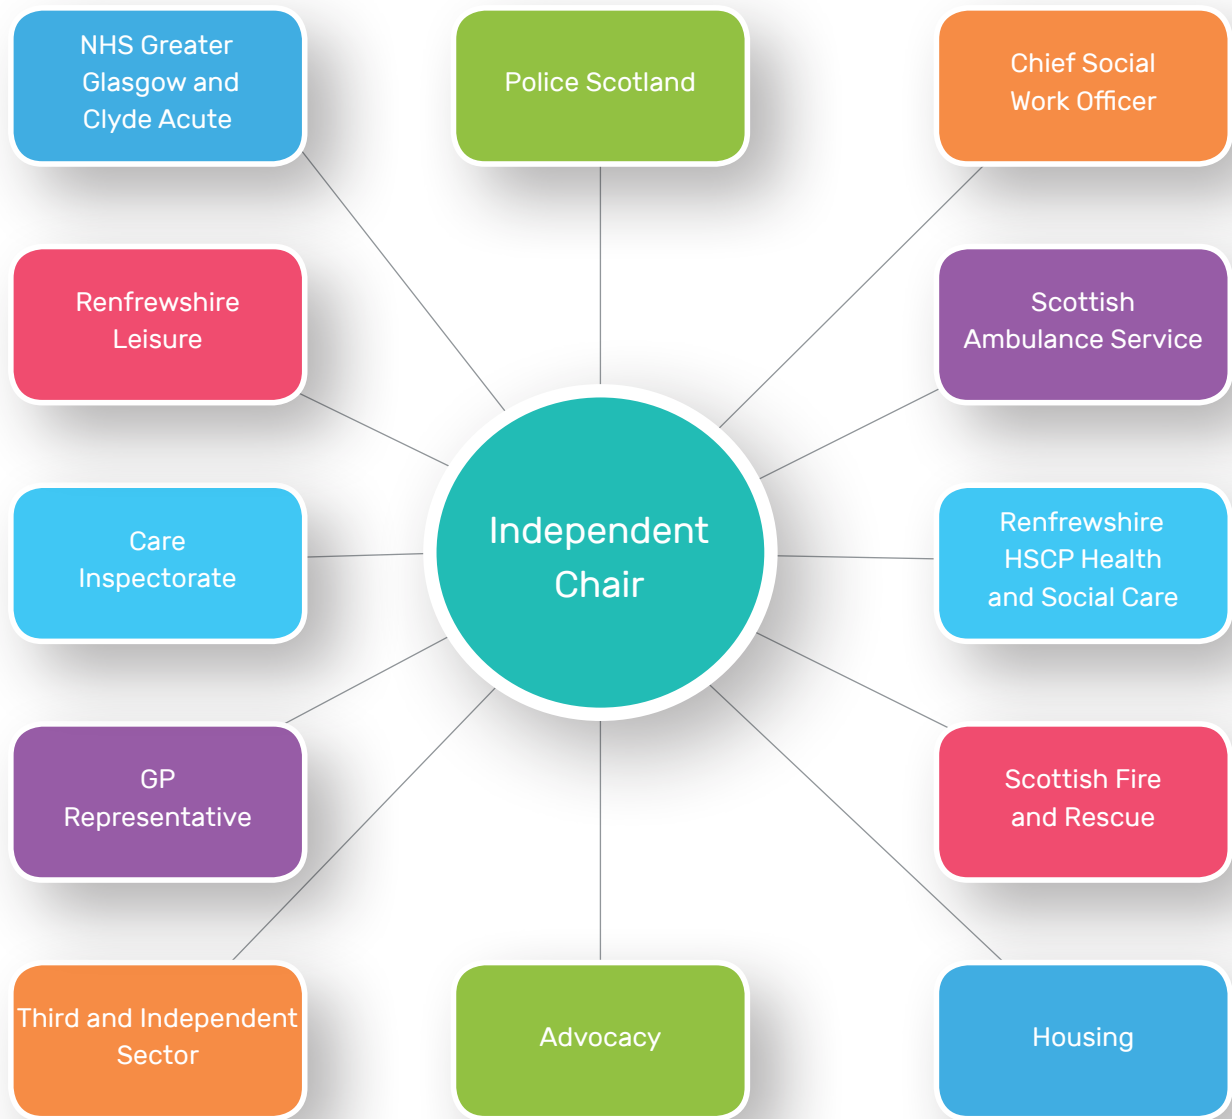 NHS Greater
Glasgow and
Clyde Acute
Police Scotland
Chief Social
Work Officer
Renfrewshire
Leisure
Scottish
Ambulance Service
Care
Inspectorate
Independent
Chair
Renfrewshire
HSCP Health
and Social Care
GP
Representative
Scottish Fire
and Rescue
Third and Independent
Sector
Advocacy
Housing